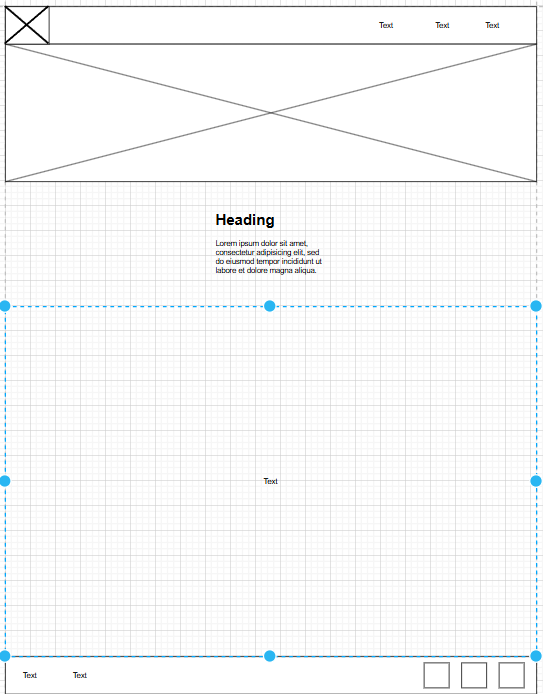 Text Text Text
Heading
Lorem ipsum dolor sit amet,
consectetur adipisicing elit, sed
do eiusmod tempor incididunt ut
labore et dolore magna aliqua.
Text
Text Text